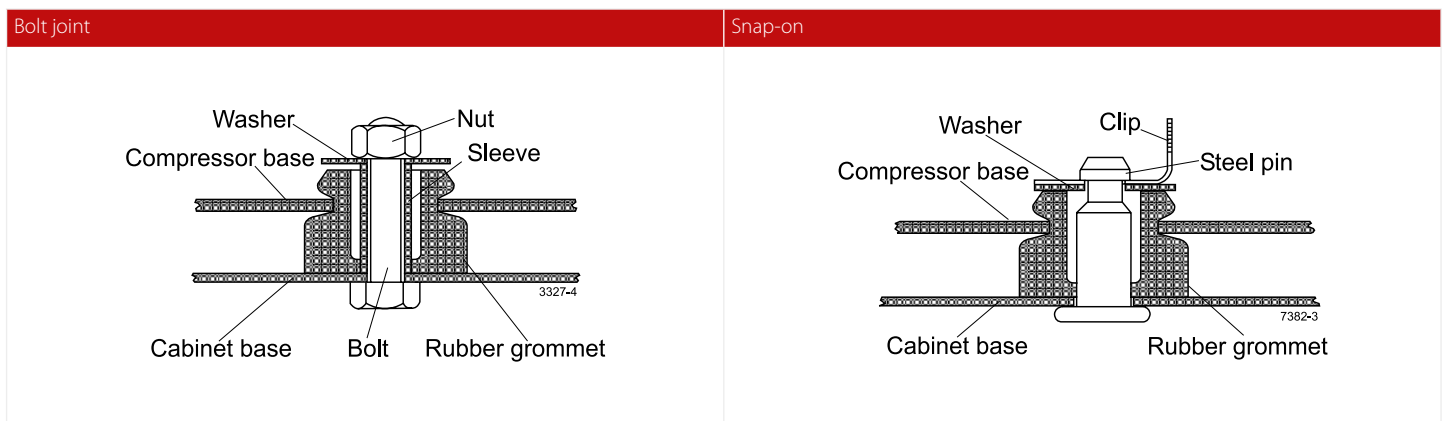 Bolt joint
Snap-on
Washer
Nut
Compressor base
Sleeve
3327-4
Cabinet base
Bolt
Rubber grommet
Washer
Clip
Compressor base
Steel pin
7382-3
Cabinet base
Rubber grommet